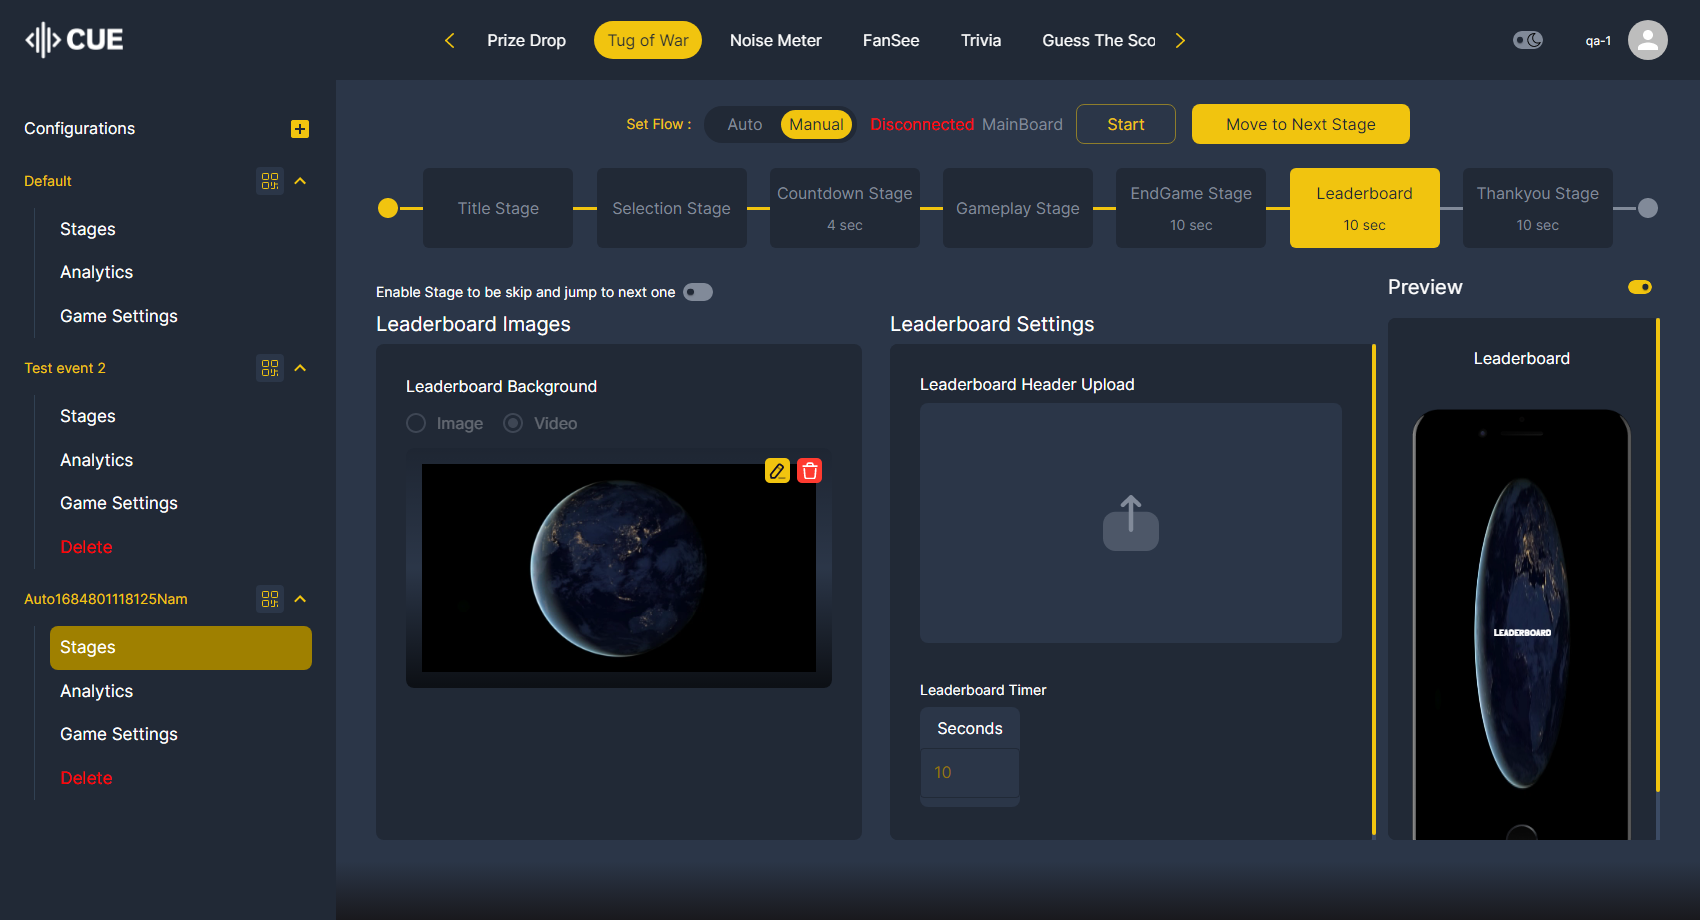 CUE
Prize Drop
Tug of War
Noise Meter
FanSee
Trivia
Guess The Sco
qa-1
Configurations
Default
Stages
Analytics
Game Settings
Test event 2
Stages
Analytics
Game Settings
Delete
Auto1684801118125Nam
Stages
Analytics
Game Settings
Delete
Set Flow :
Auto
Manual
Disconnected MainBoard
Start
Move to Next Stage
Title Stage
Selection Stage
Countdown Stage
4 sec
Gameplay Stage
EndGame Stage
10 sec
Leaderboard
10 sec
Thankyou Stage
10 sec
Enable Stage to be skip and jump to next one
Leaderboard Images
Leaderboard Background
Image
Video
Leaderboard Settings
Leaderboard Header Upload
Leaderboard Timer
Seconds
10
Preview
Leaderboard
LEADERBOARD